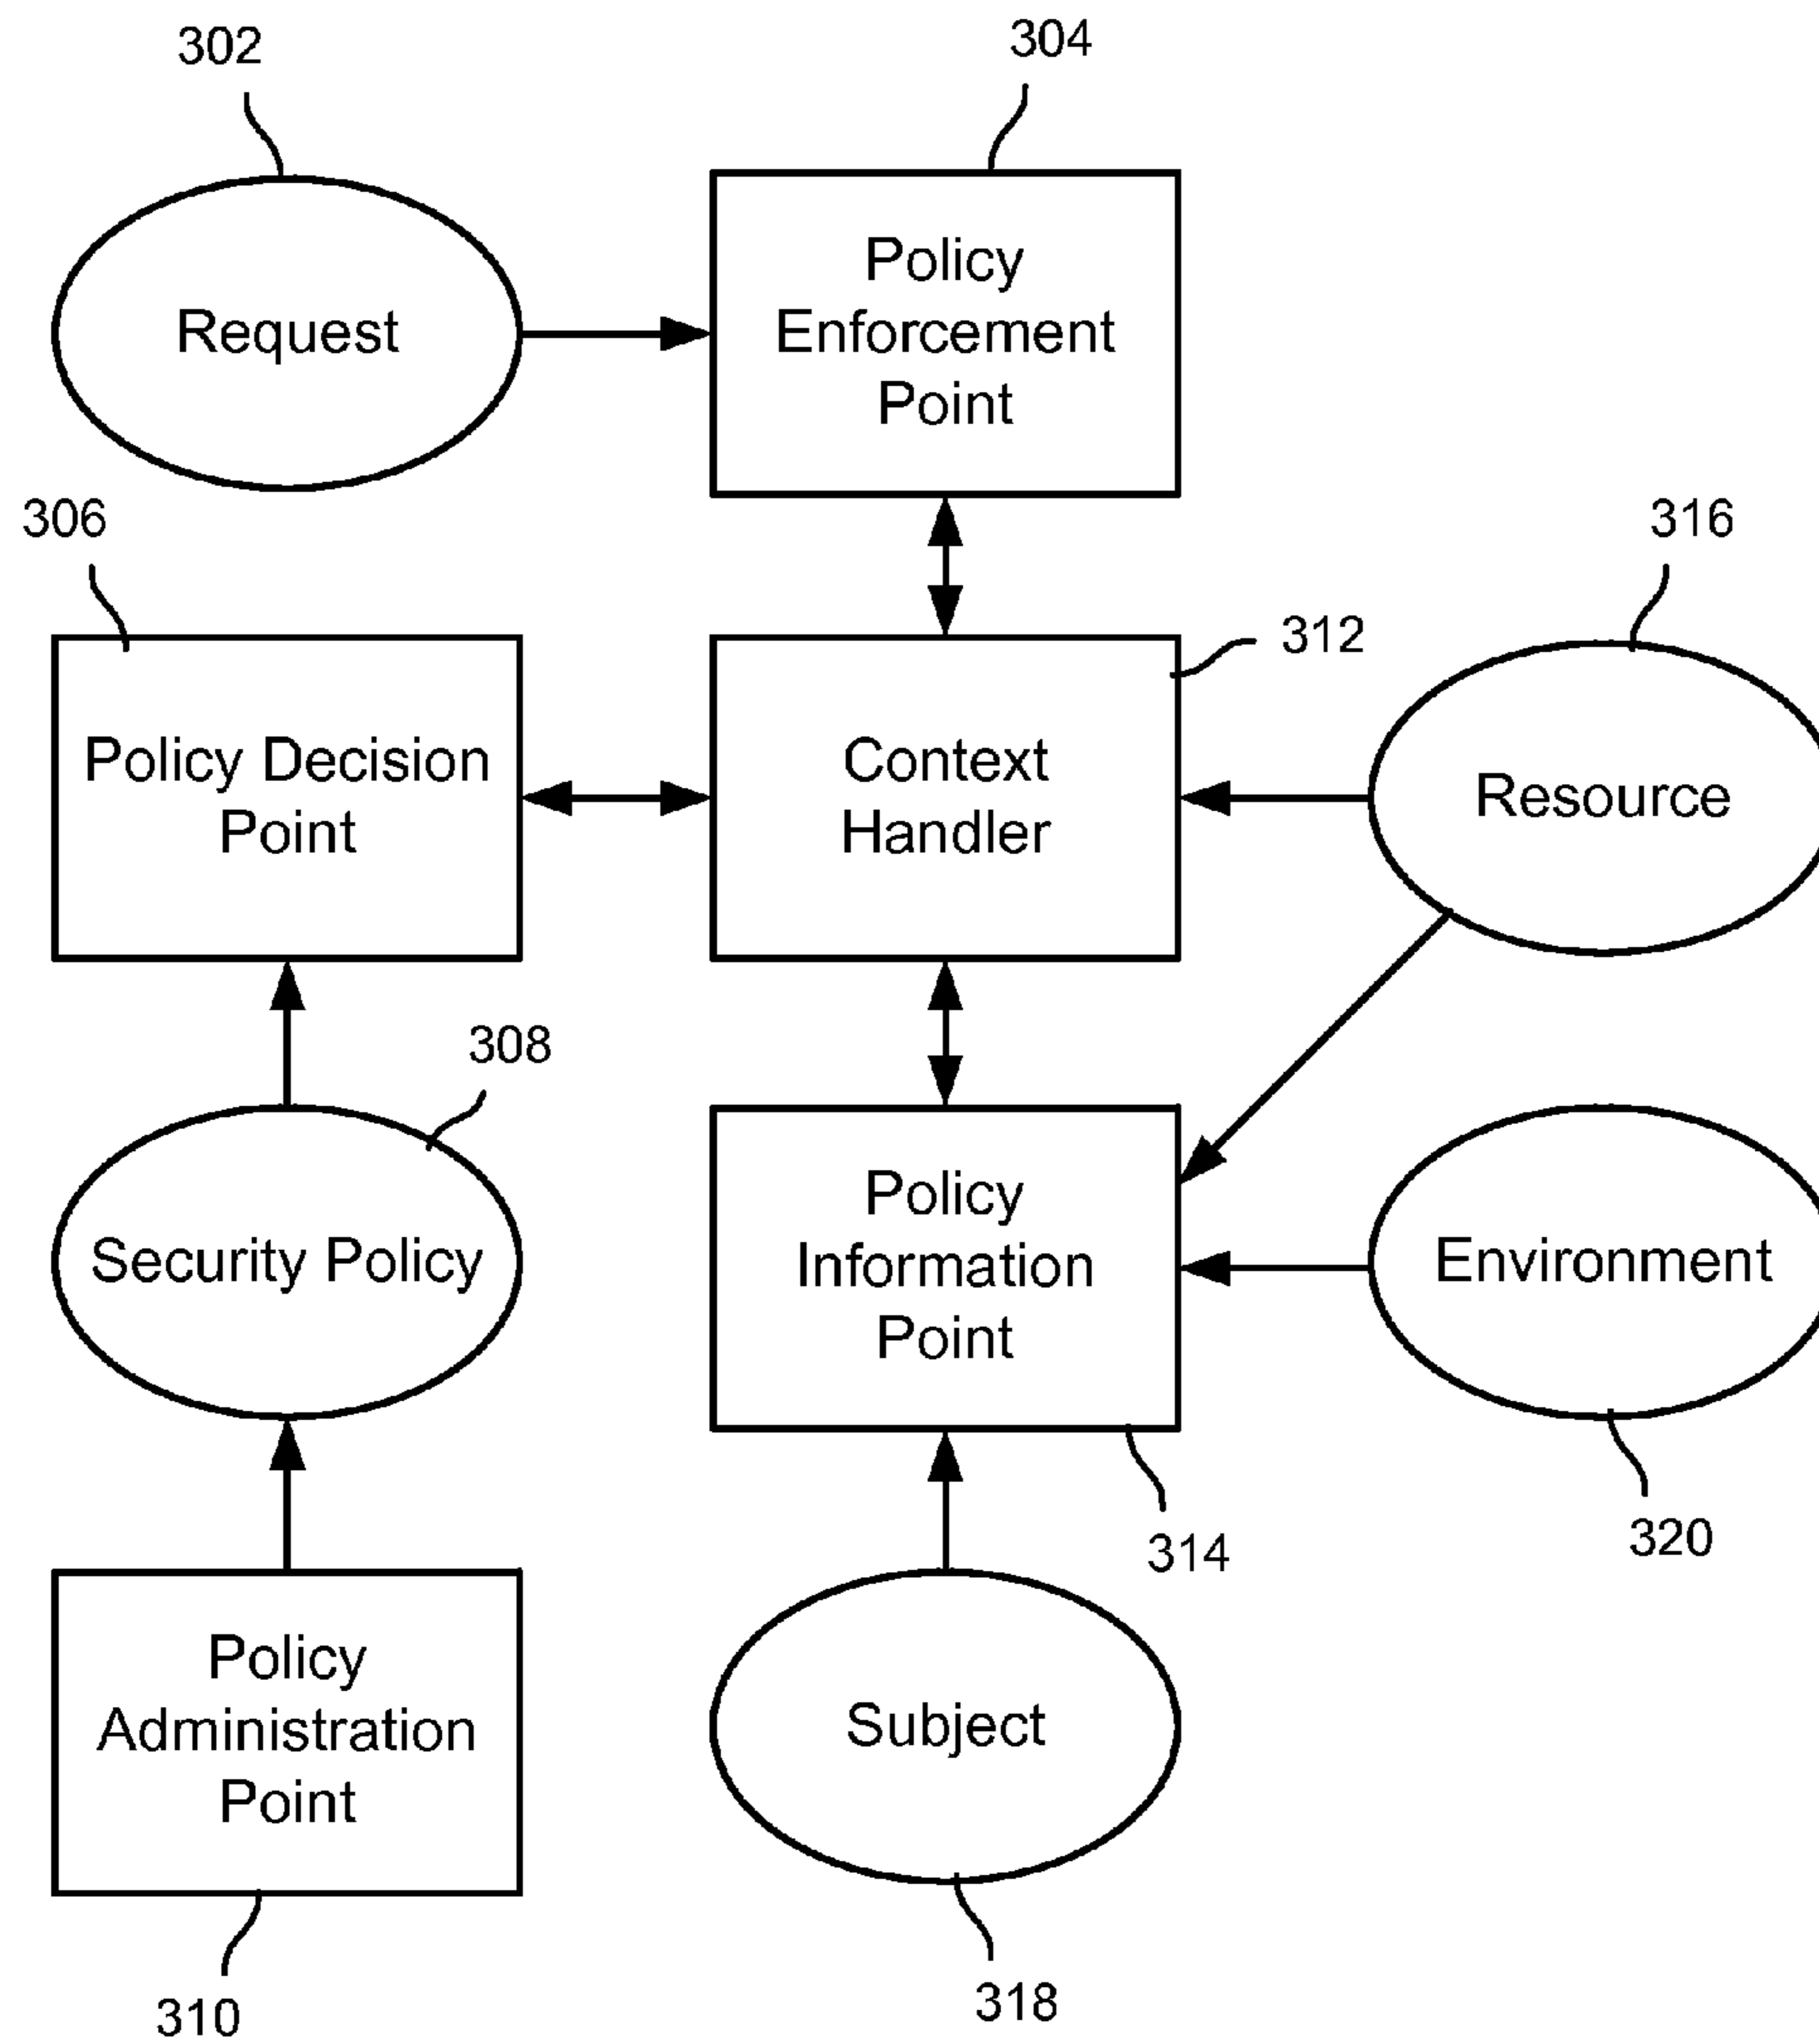 302
304
Request
Policy
Enforcement
Point
306
316
312
Policy Decision
Point
Context
Handler
Resource
308
Security Policy
Policy
Information
Point
Environment
314
320
Policy
Administration
Point
Subject
310
318